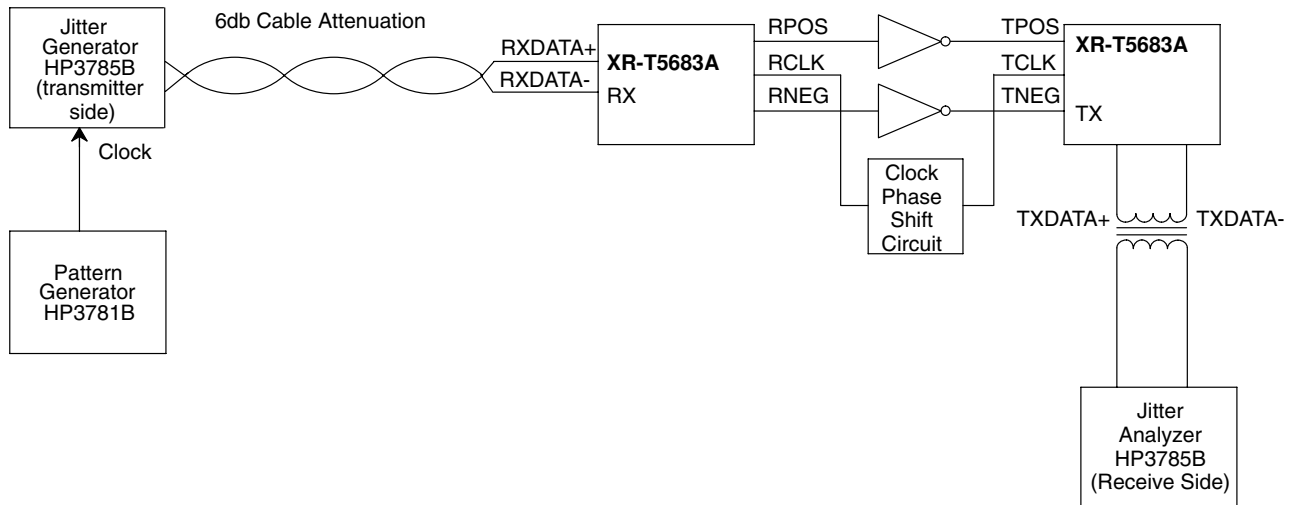 Jitter
Generator
HP3785B
(transmitter
side)
6db Cable Attenuation
Clock
Pattern
Generator
HP3781B
RXDATA+
RXDATA-
XR-T5683A
RX
RPOS
RCLK
RNEG
Clock
Phase
Shift
Circuit
TPOS
TCLK
TNEG
XR-T5683A
TX
TXDATA+
TXDATA-
Jitter
Analyzer
HP3785B
(Receive Side)